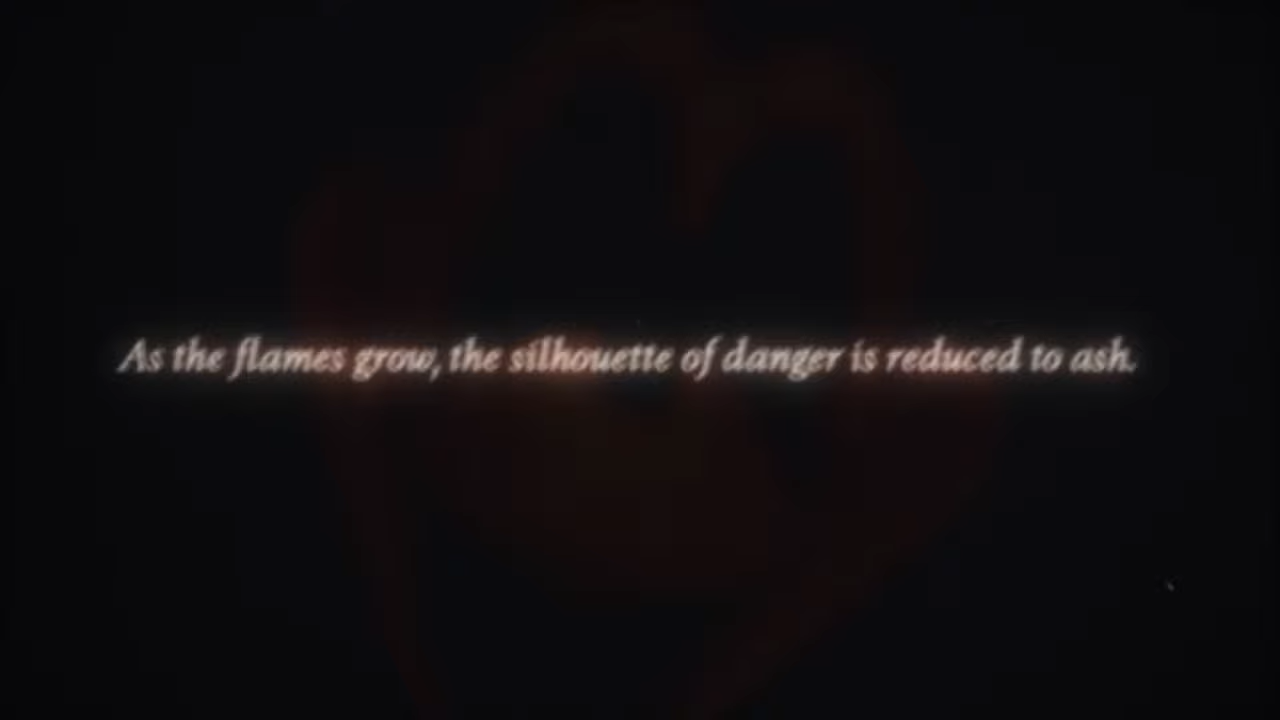 As the flames grow, the silhouette of danger is reduced to ash.